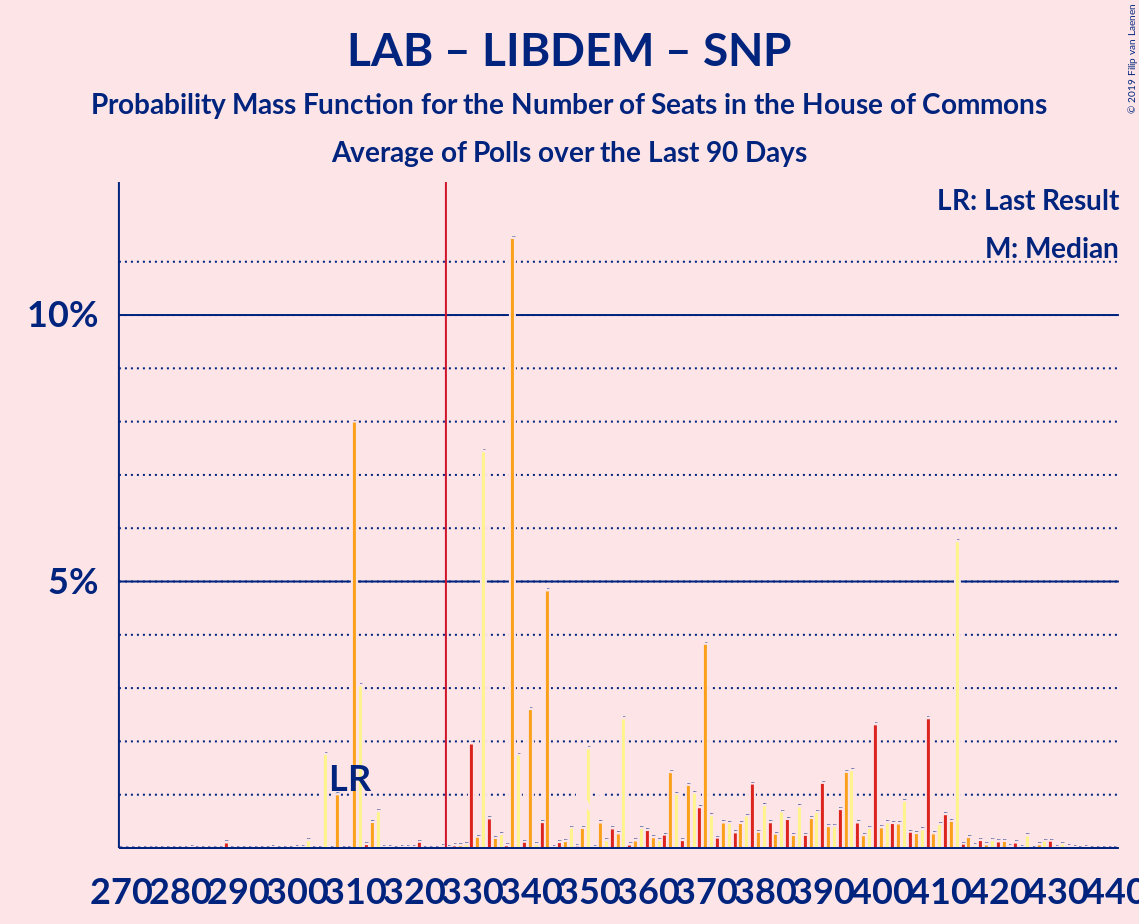 LAB – LIBDEM – SNP
Probability Mass Function for the Number of Seats in the House of Commons
Average of Polls over the Last 90 Days
© 2019 Filip van Laenen
LR: Last Result
M: Median
10%
5%
LR
270 280 290 300 310 320 330 340 350 360 370 380 390 400 410 420 430 440